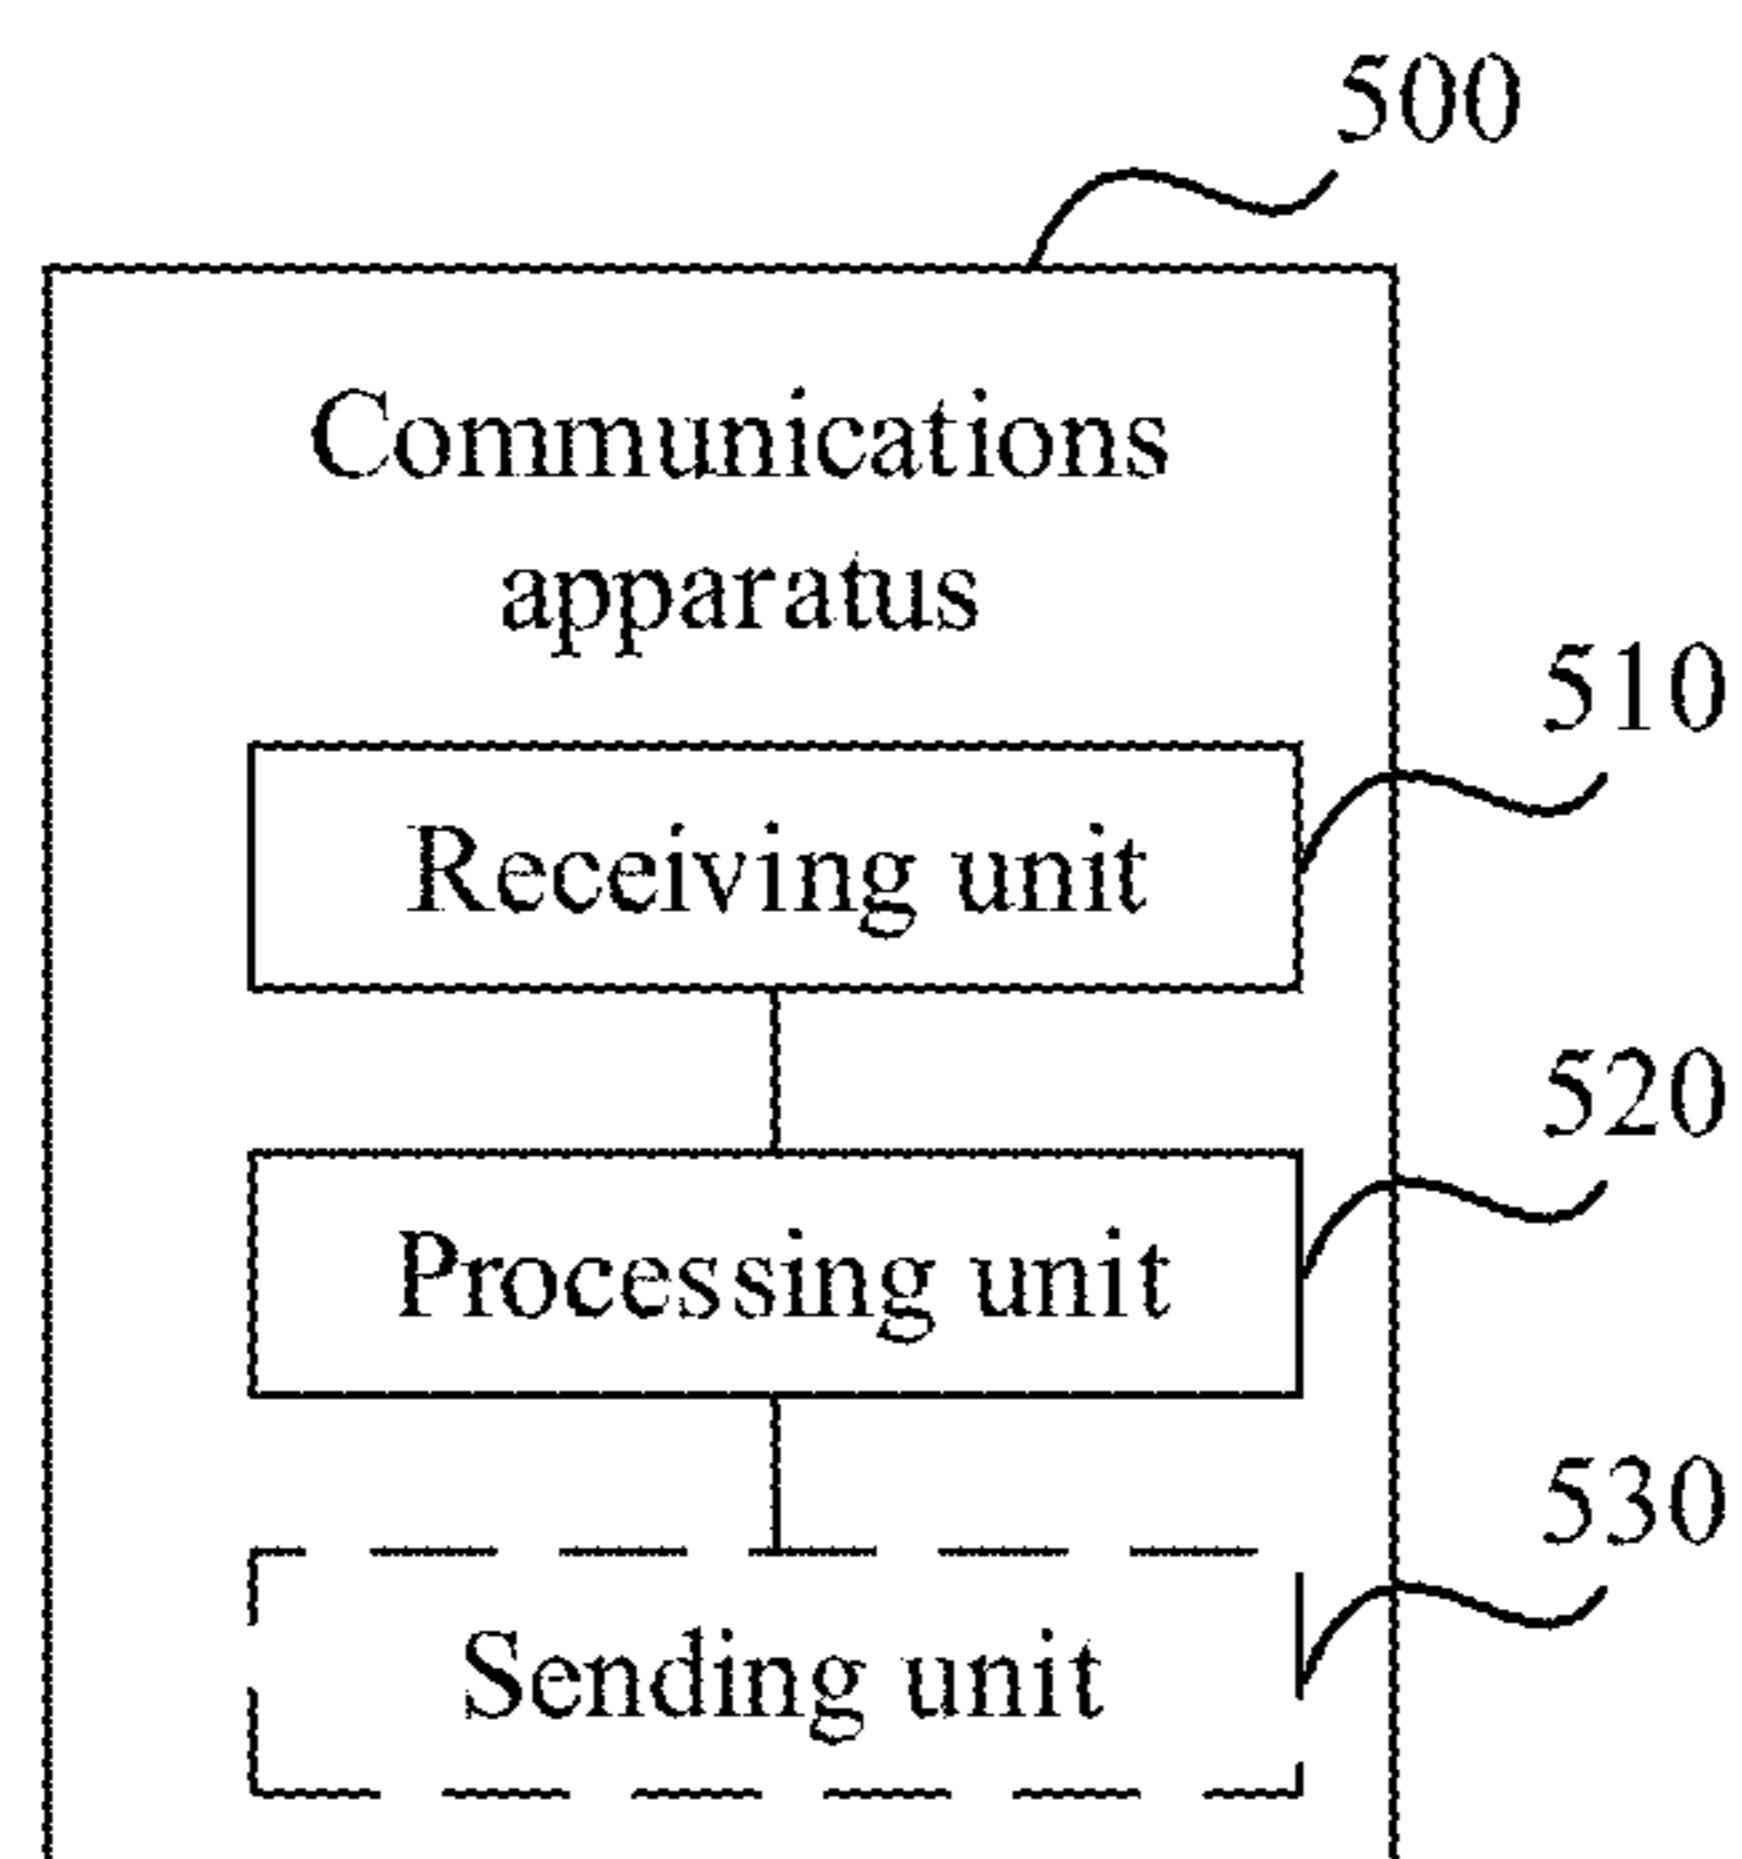 500
Communications
apparatus
510
Receiving unit
520
Processing unit
530
Sending unit